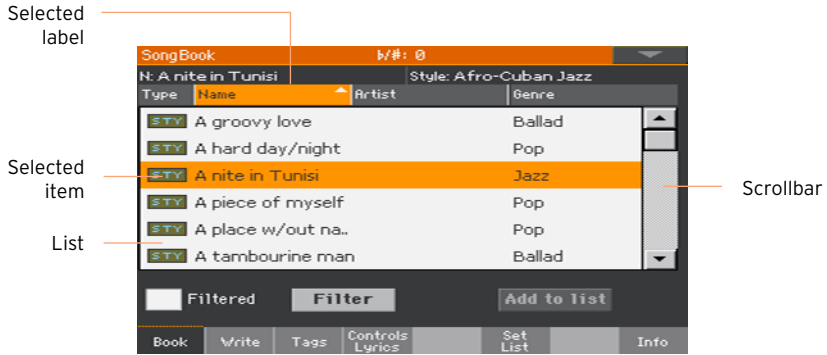 Selected
label
SongBook ♭/#: 0
N: A nite in Tunisi Style: Afro-Cuban Jazz
Type Name Artist Genre
STY A groovy love Ballad
STY A hard day/night Pop
Selected
item
STY A nite in Tunisi Jazz
Scrollbar
STY A piece of myself Pop
STY A place w/out na.. Pop
List
STY A tambourine man Ballad
Filtered Filter Add to list
Book Write Tags Controls Lyrics Set List Info